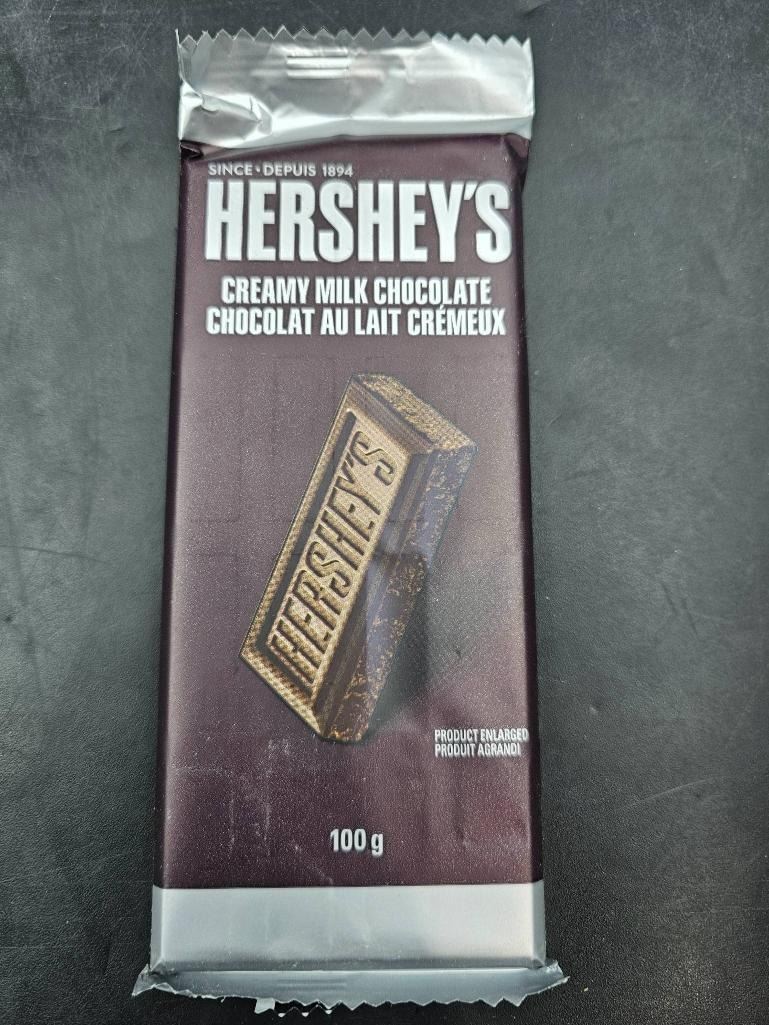 SINCE • DEPUIS 1894
HERSHEY'S
CREAMY MILK CHOCOLATE
CHOCOLAT AU LAIT CRÉMEUX
HERSHEY'S
PRODUCT ENLARGED
PRODUIT AGRANDI
100 g